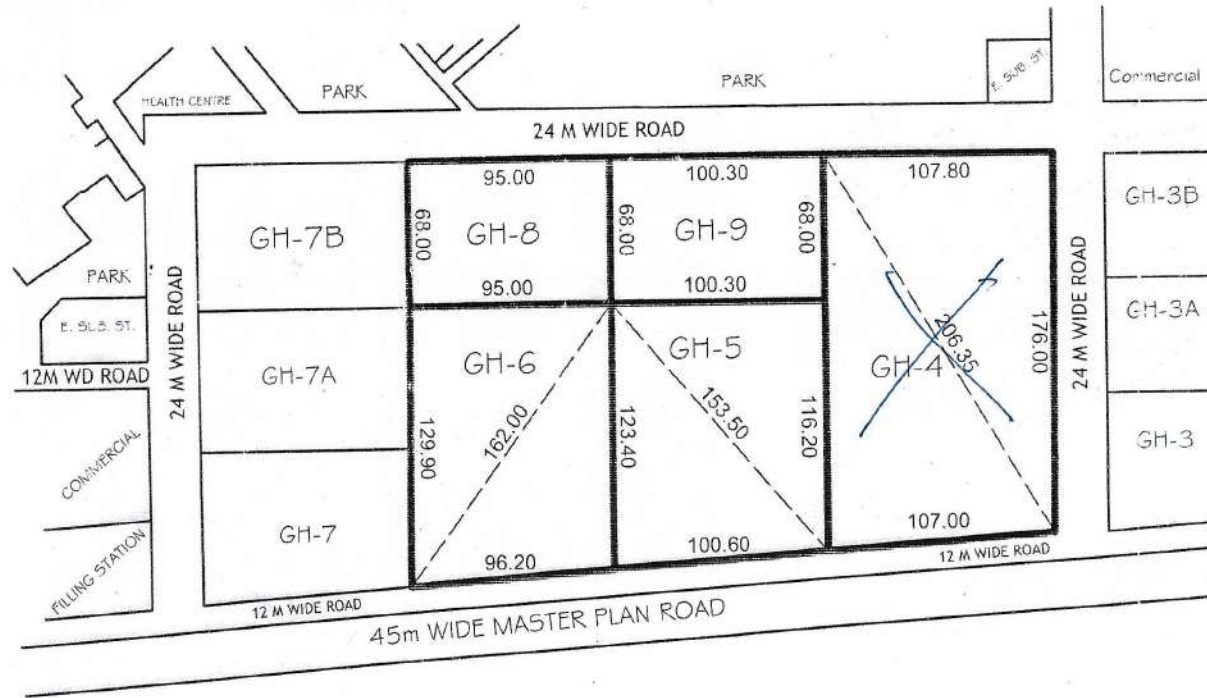 HEALTH CENTRE
PARK
PARK
E. SUB. ST.
Commercial
24 M WIDE ROAD
95.00
100.30
107.80
GH-7B
68.00
GH-8
68.00
GH-9
68.00
GH-3B
PARK
95.00
100.30
E. SUB. ST.
24 M WIDE ROAD
GH-6
GH-5
GH-4
206.35
176.00
24 M WIDE ROAD
GH-3A
12M WD ROAD
GH-7A
129.90
162.00
123.40
153.50
116.20
COMMERCIAL
GH-3
GH-7
107.00
FILLING STATION
96.20
100.60
12 M WIDE ROAD
12 M WIDE ROAD
45m WIDE MASTER PLAN ROAD